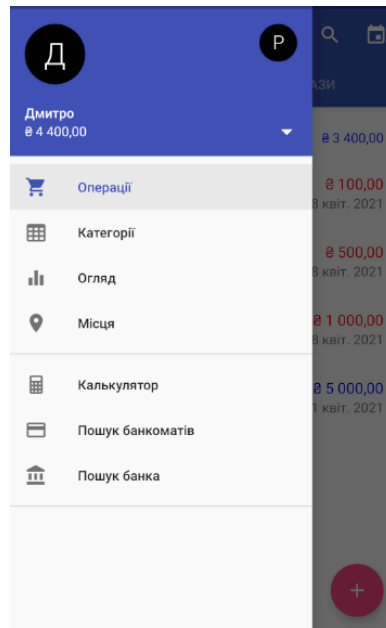 Д
Р
Дмитро
₴ 4 400,00
АЗИ
₴ 3 400,00
Операції
₴ 100,00
8 квіт. 2021
Категорії
Огляд
₴ 500,00
8 квіт. 2021
Місця
₴ 1 000,00
8 квіт. 2021
Калькулятор
₴ 5 000,00
1 квіт. 2021
Пошук банкоматів
Пошук банка